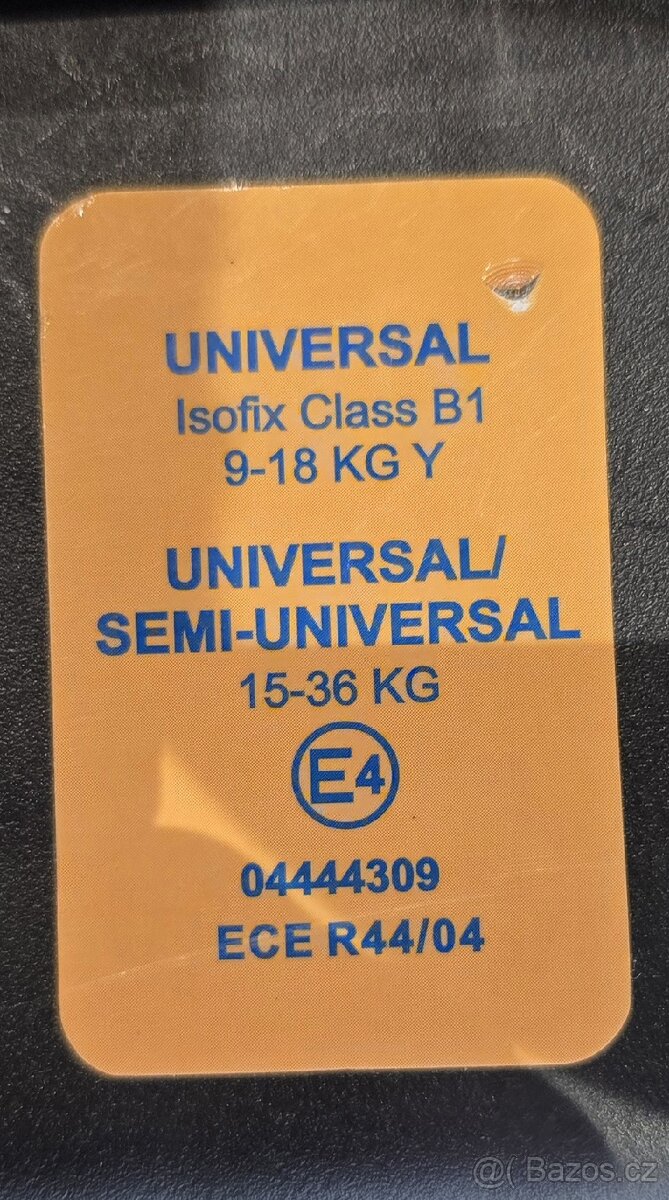 UNIVERSAL
Isofix Class B1
9-18 KG Y
UNIVERSAL/
SEMI-UNIVERSAL
15-36 KG
E4
04444309
ECE R44/04
@( Bazos.cz